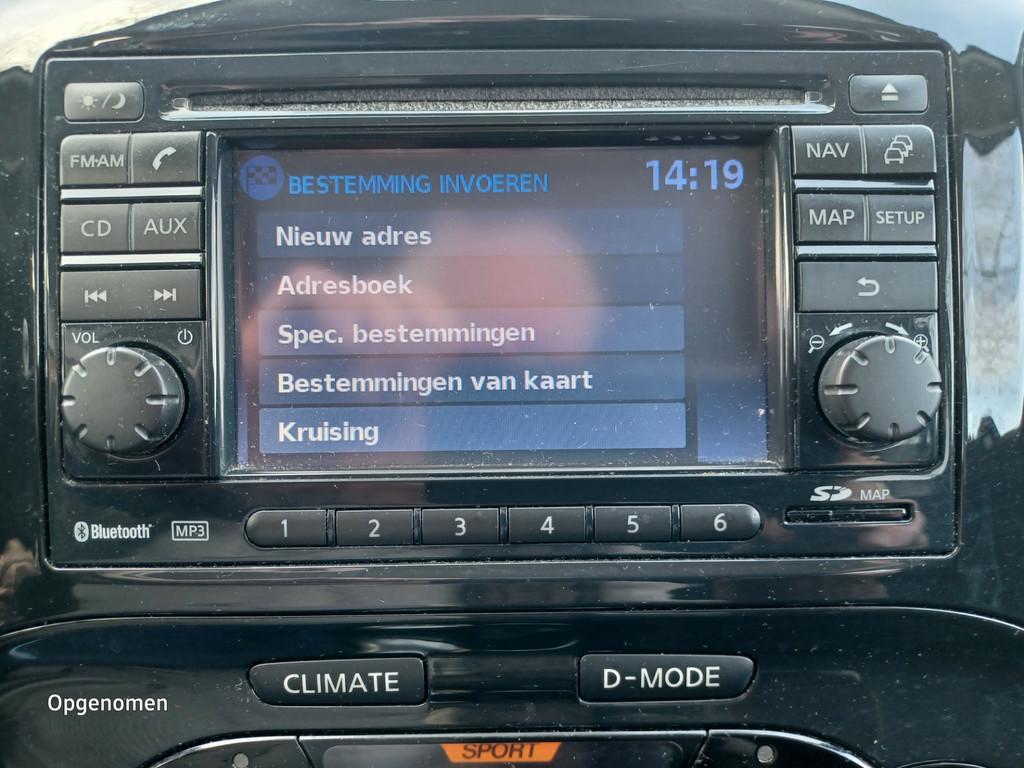 FM·AM
CD
AUX
VOL
BESTEMMING INVOEREN
14:19
Nieuw adres
Adresboek
Spec. bestemmingen
Bestemmingen van kaart
Kruising
NAV
MAP
SETUP
Bluetooth
MP3
1 2 3 4 5 6
SD MAP
CLIMATE
D-MODE
Opgenomen
SPORT